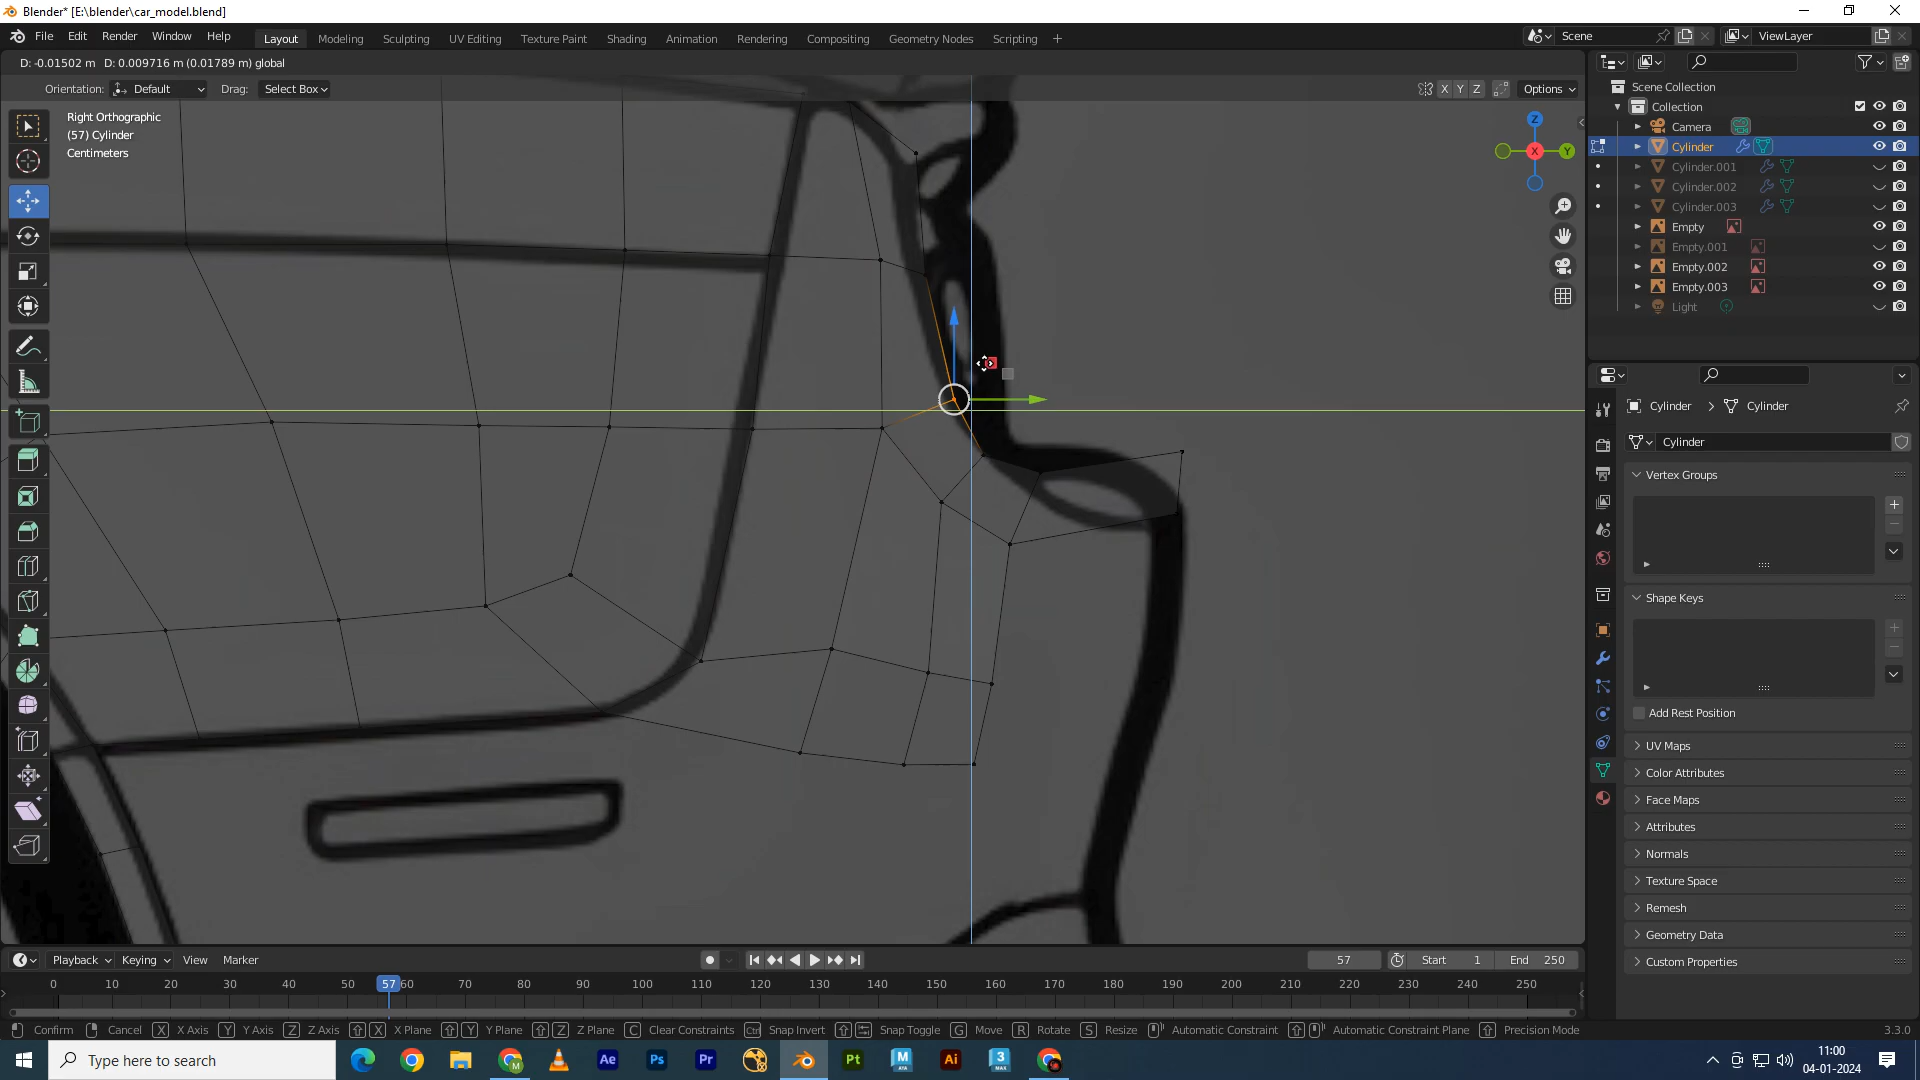 Blender* [E:\blender\car_model.blend]
File Edit Render Window Help
Layout Modeling Sculpting UV Editing Texture Paint Shading Animation Rendering Compositing Geometry Nodes Scripting +
Scene ViewLayer
D: -0.01502 m D: 0.009716 m (0.01789 m) global
Orientation: Default Drag: Select Box
X Y Z Options
Right Orthographic
(57) Cylinder
Centimeters
Z
X
Y
Scene Collection
Collection
Camera
Cylinder
Cylinder.001
Cylinder.002
Cylinder.003
Empty
Empty.001
Empty.002
Empty.003
Light
Cylinder > Cylinder
Cylinder
Vertex Groups
Shape Keys
Add Rest Position
UV Maps
Color Attributes
Face Maps
Attributes
Normals
Texture Space
Remesh
Geometry Data
Custom Properties
Playback Keying View Marker
57 Start 1 End 250
0 10 20 30 40 50 57 60 70 80 90 100 110 120 130 140 150 160 170 180 190 200 210 220 230 240 250
Confirm Cancel X X Axis Y Y Axis Z Z Axis X X Plane Y Y Plane Z Z Plane C Clear Constraints Ctrl Snap Invert Snap Toggle G Move R Rotate S Resize Automatic Constraint Automatic Constraint Plane Precision Mode 3.3.0
Type here to search
Ae Ps Pr Pt M Ai 3
11:00
04-01-2024